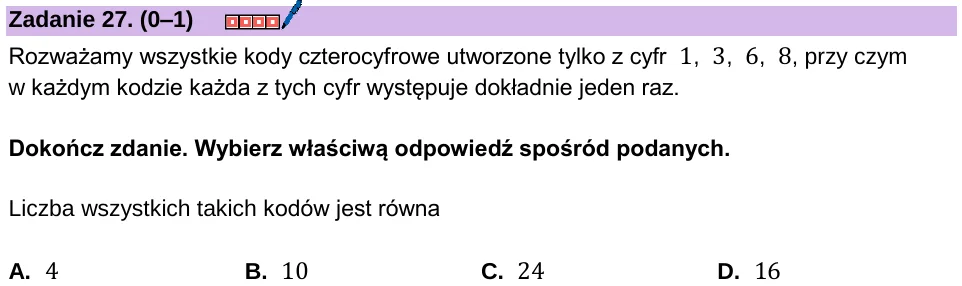 Zadanie 27. (0–1)
Rozważamy wszystkie kody czterocyfrowe utworzone tylko z cyfr 1, 3, 6, 8, przy czym
w każdym kodzie każda z tych cyfr występuje dokładnie jeden raz.
Dokończ zdanie. Wybierz właściwą odpowiedź spośród podanych.
Liczba wszystkich takich kodów jest równa
A. 4 B. 10 C. 24 D. 16